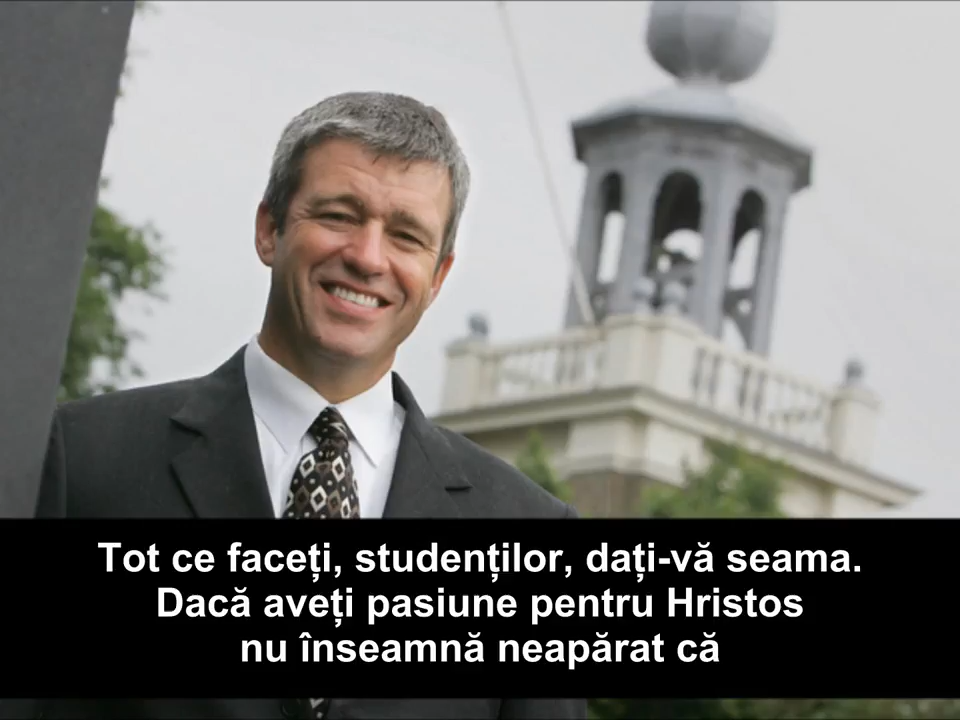 Tot ce faceți, studenților, dați-vă seama.
Dacă aveți pasiune pentru Hristos
nu înseamnă neapărat că